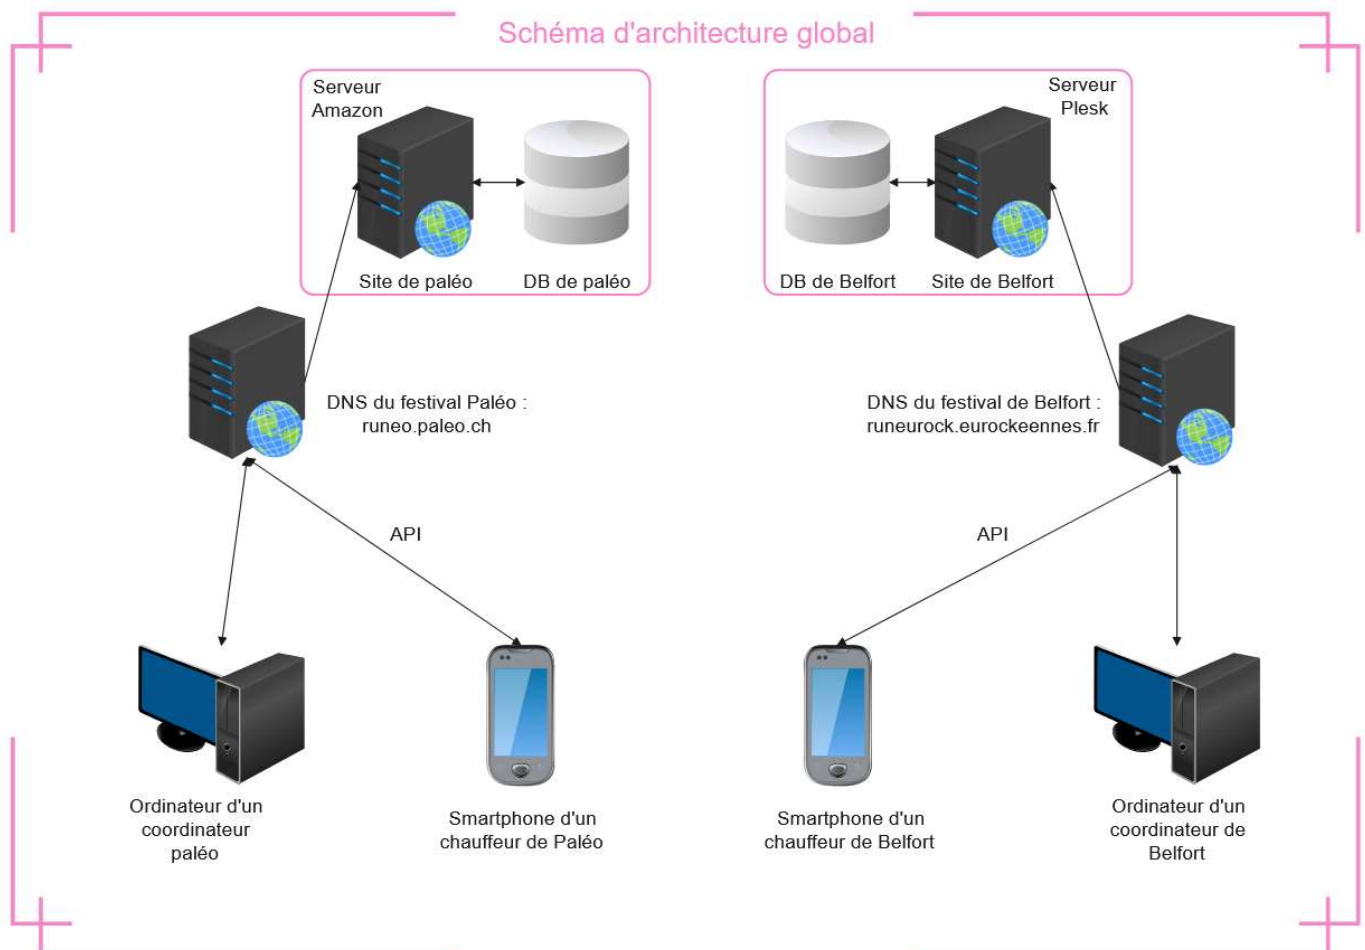 Schéma d'architecture global
Serveur
Amazon
Serveur
Plesk
Site de paléo
DB de paléo
DB de Belfort
Site de Belfort
DNS du festival Paléo :
runeo.paleo.ch
DNS du festival de Belfort :
runeurock.eurockeennes.fr
API
API
Ordinateur d'un
coordinateur
paléo
Smartphone d'un
chauffeur de Paléo
Smartphone d'un
chauffeur de Belfort
Ordinateur d'un
coordinateur de
Belfort